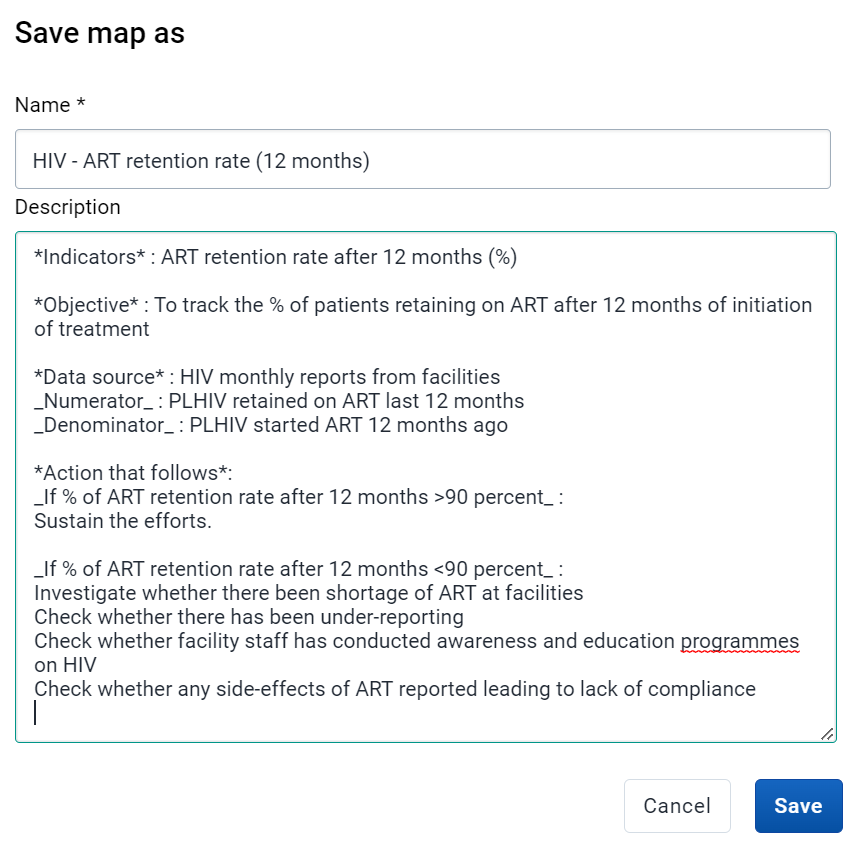 Save map as
Name *
HIV - ART retention rate (12 months)
Description
*Indicators* : ART retention rate after 12 months (%)
*Objective* : To track the % of patients retaining on ART after 12 months of initiation
of treatment
*Data source* : HIV monthly reports from facilities
_Numerator_ : PLHIV retained on ART last 12 months
_Denominator_ : PLHIV started ART 12 months ago
*Action that follows*:
_If % of ART retention rate after 12 months >90 percent_ :
Sustain the efforts.
_If % of ART retention rate after 12 months <90 percent_ :
Investigate whether there been shortage of ART at facilities
Check whether there has been under-reporting
Check whether facility staff has conducted awareness and education programmes
on HIV
Check whether any side-effects of ART reported leading to lack of compliance
Cancel Save